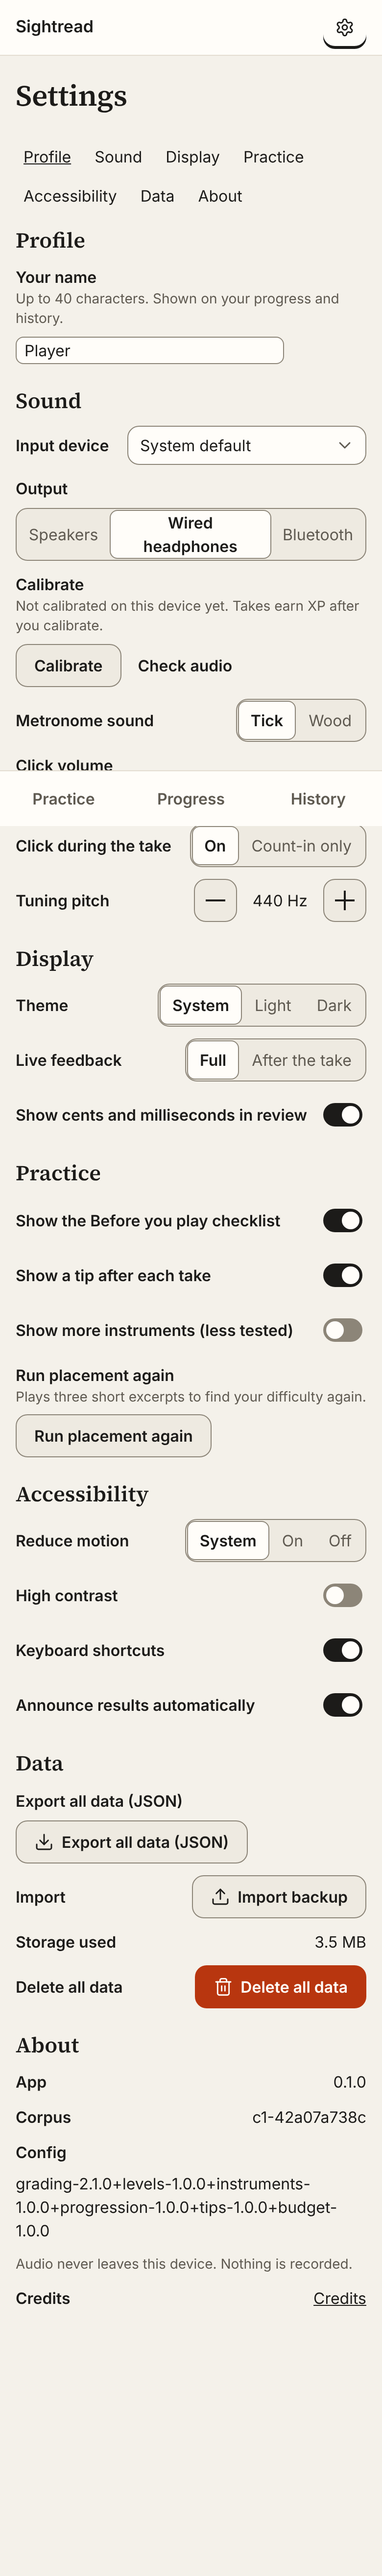 Sightread
Settings
Profile Sound Display Practice
Accessibility Data About
Profile
Your name
Up to 40 characters. Shown on your progress and
history.
Player
Sound
Input device System default
Output
Speakers Wired headphones Bluetooth
Calibrate
Not calibrated on this device yet. Takes earn XP after
you calibrate.
Calibrate Check audio
Metronome sound Tick Wood
Click volume
Practice Progress History
Click during the take On Count-in only
Tuning pitch 440 Hz
Display
Theme System Light Dark
Live feedback Full After the take
Show cents and milliseconds in review
Practice
Show the Before you play checklist
Show a tip after each take
Show more instruments (less tested)
Run placement again
Plays three short excerpts to find your difficulty again.
Run placement again
Accessibility
Reduce motion System On Off
High contrast
Keyboard shortcuts
Announce results automatically
Data
Export all data (JSON)
Export all data (JSON)
Import Import backup
Storage used 3.5 MB
Delete all data Delete all data
About
App 0.1.0
Corpus c1-42a07a738c
Config
grading-2.1.0+levels-1.0.0+instruments-
1.0.0+progression-1.0.0+tips-1.0.0+budget-
1.0.0
Audio never leaves this device. Nothing is recorded.
Credits Credits